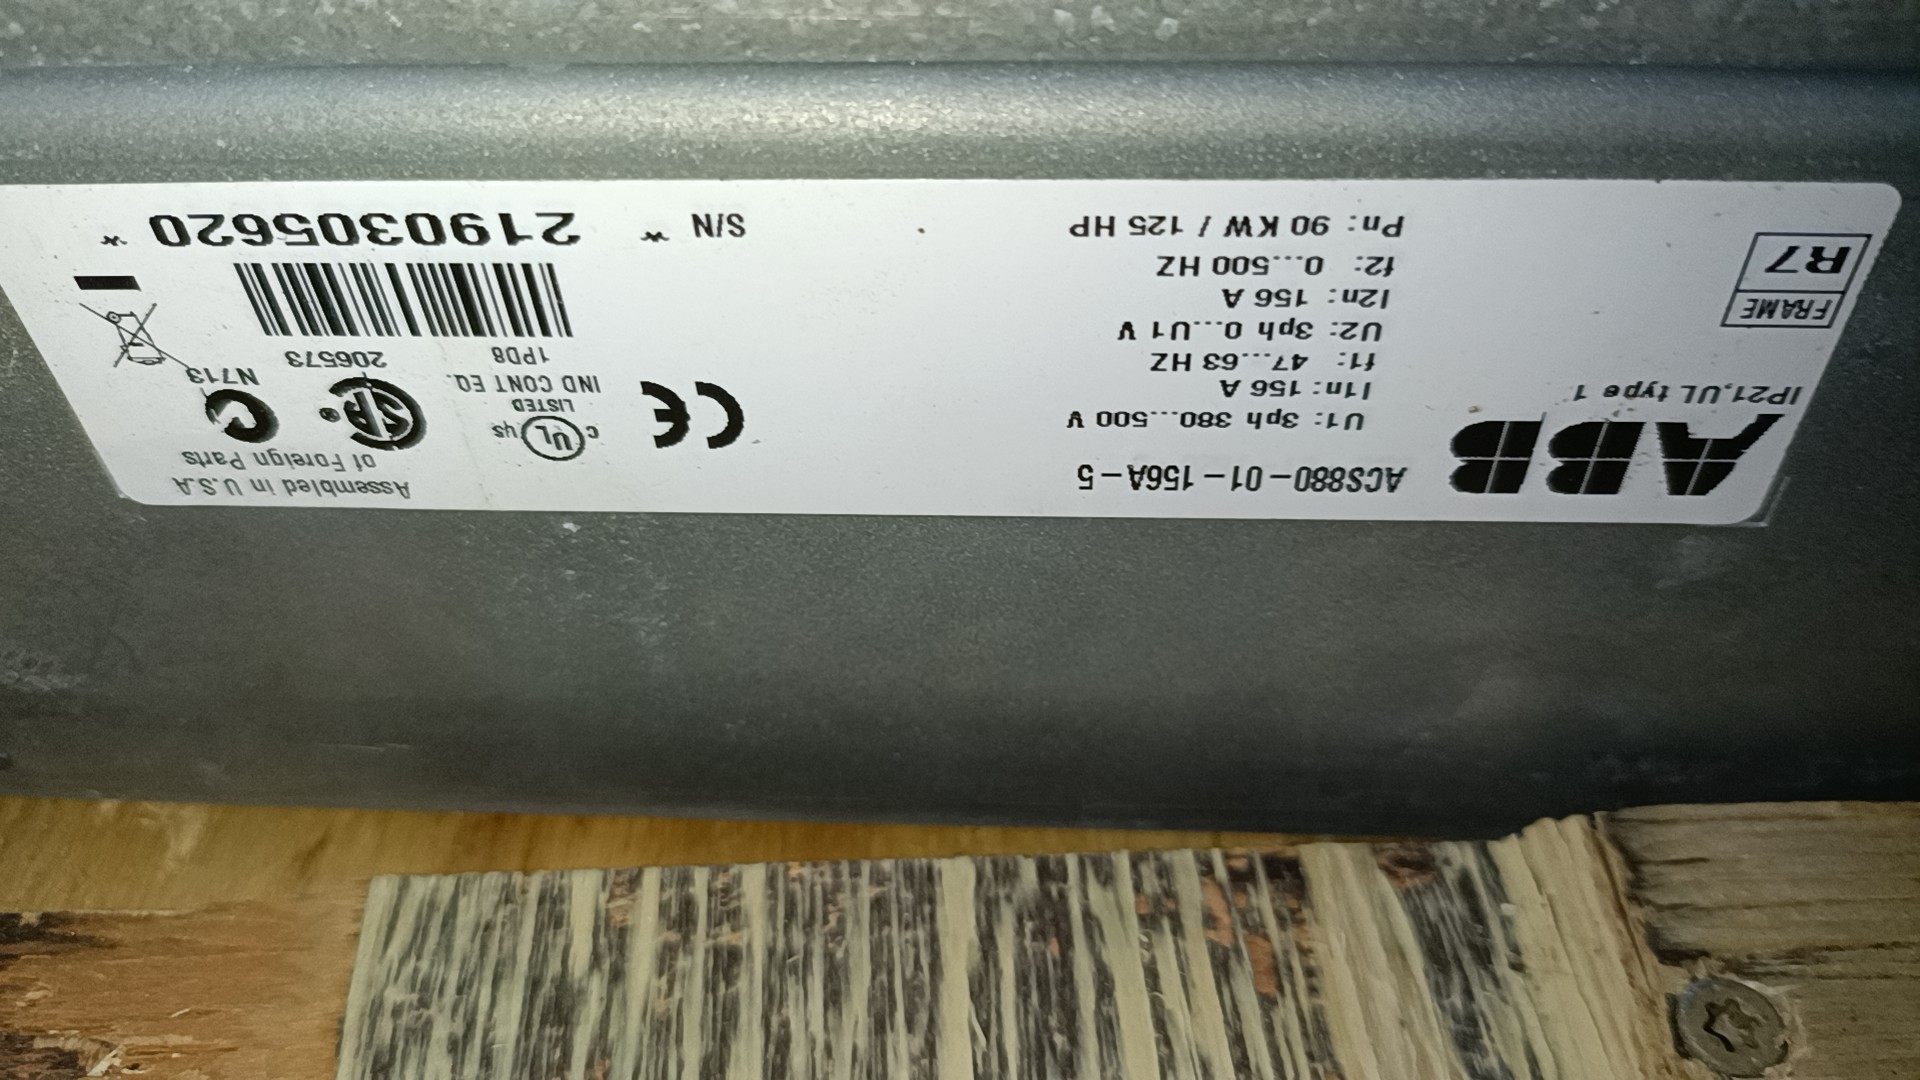 ABB
IP21,UL type 1
FRAME
R7
ACS880-01-156A-5
U1: 3ph 380...500 V
I1n: 156 A
f1: 47...63 HZ
U2: 3ph 0...U1 V
I2n: 156 A
f2: 0...500 HZ
Pn: 90 KW / 125 HP
CE
C UL US
LISTED
IND CONT EQ.
1PD8
SA
206573
C
N713
Assembled in U.S.A
of Foreign Parts
S/N * 2190305620 *